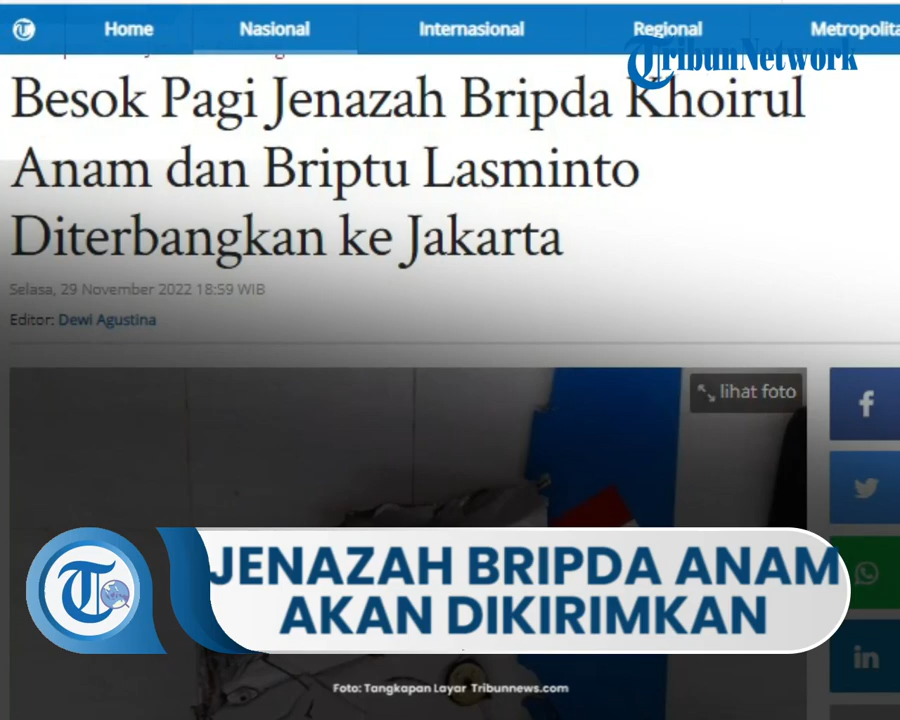 Home Nasional Internasional Regional
TribunNetwork
Besok Pagi Jenazah Bripda Khoirul
Anam dan Briptu Lasminto
Diterbangkan ke Jakarta
Selasa, 29 November 2022 18:59 WIB
Editor: Dewi Agustina
lihat foto
JENAZAH BRIPDA ANAM
AKAN DIKIRIMKAN
Foto: Tangkapan Layar Tribunnews.com